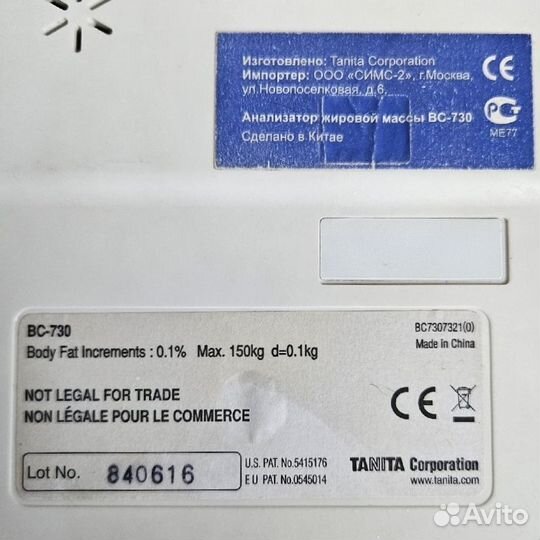 Изготовлено: Tanita Corporation
Импортер: ООО «СИМС-2», г.Москва,
ул.Новопоселковая, д.6.
Анализатор жировой массы BC-730
Сделано в Китае
CE
РСТ
ME77
BC-730
BC7307321(0)
Body Fat Increments : 0.1% Max. 150kg d=0.1kg
Made in China
NOT LEGAL FOR TRADE
NON LÉGALE POUR LE COMMERCE
CE
Lot No. 840616
U.S. PAT. No.5415176
E U PAT. No.0545014
TANITA Corporation
www.tanita.com
Avito